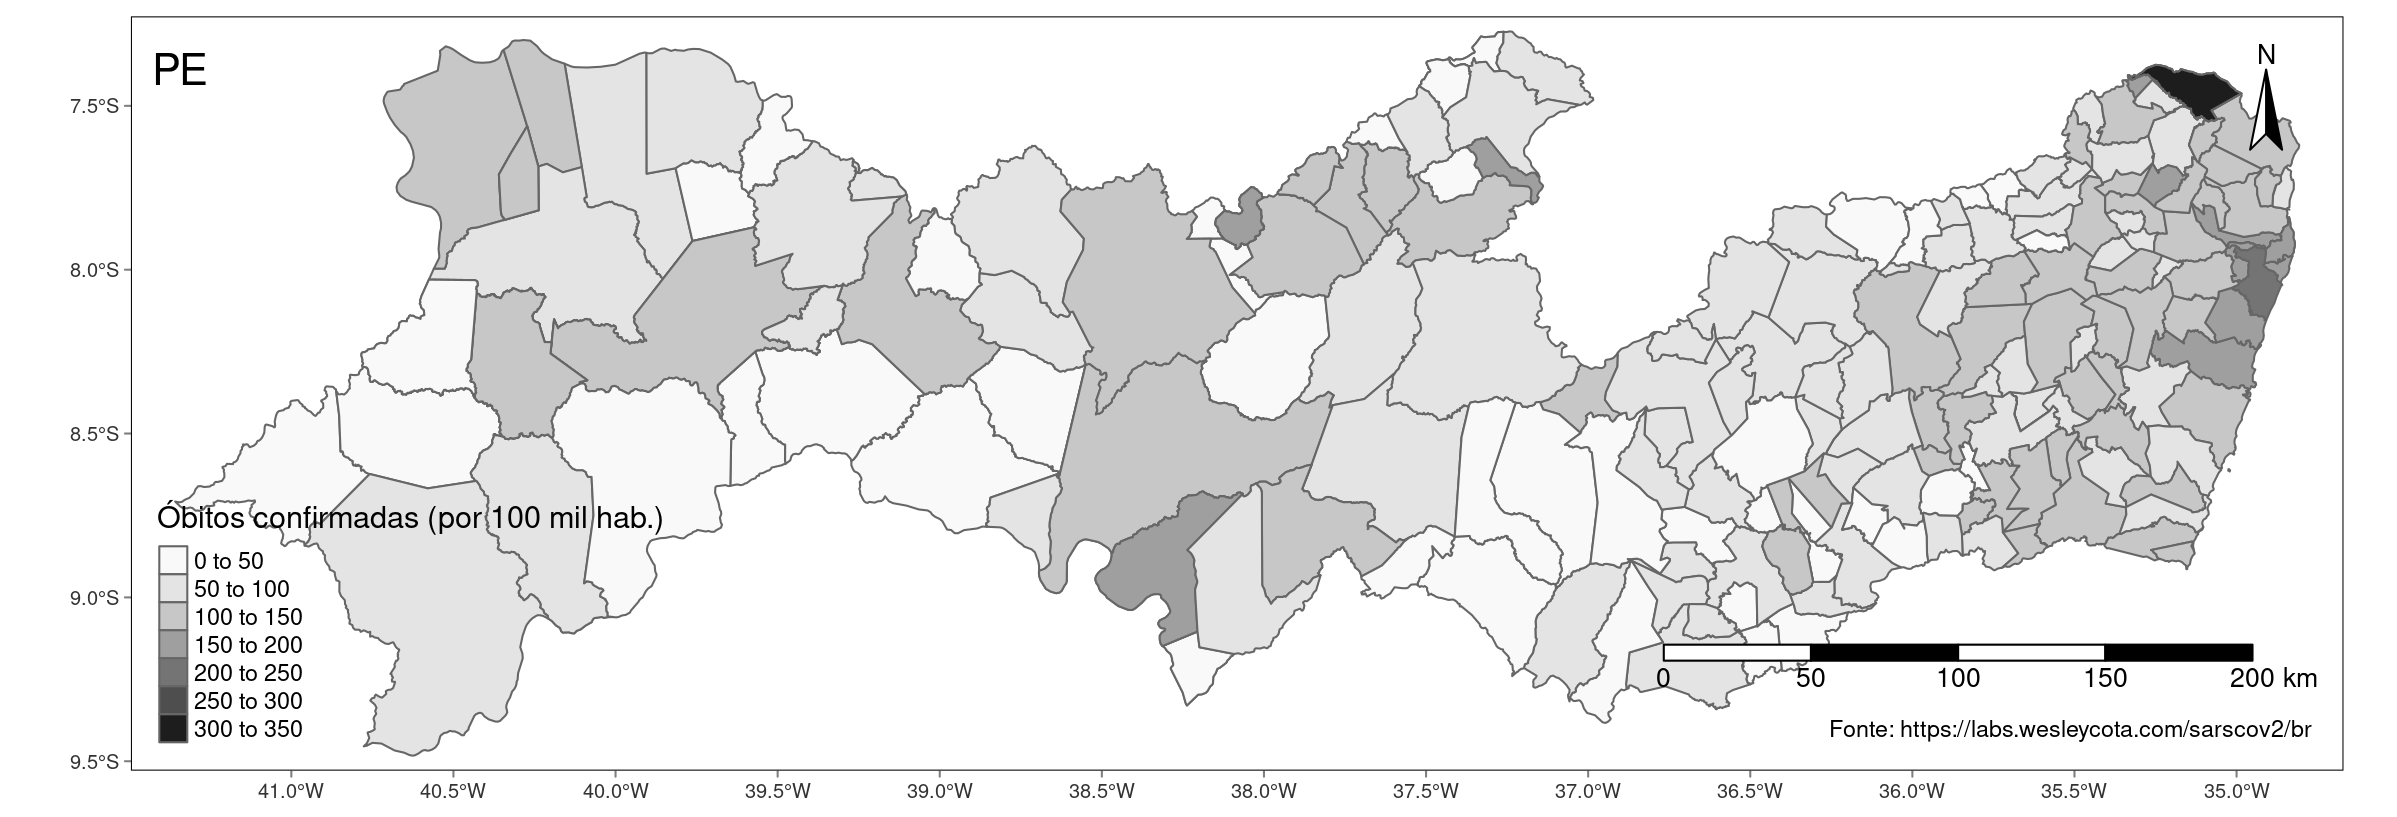 PE
N
7.5°S
8.0°S
8.5°S
9.0°S
9.5°S
Óbitos confirmadas (por 100 mil hab.)
0 to 50
50 to 100
100 to 150
150 to 200
200 to 250
250 to 300
300 to 350
0 50 100 150 200 km
Fonte: https://labs.wesleycota.com/sarscov2/br
41.0°W 40.5°W 40.0°W 39.5°W 39.0°W 38.5°W 38.0°W 37.5°W 37.0°W 36.5°W 36.0°W 35.5°W 35.0°W